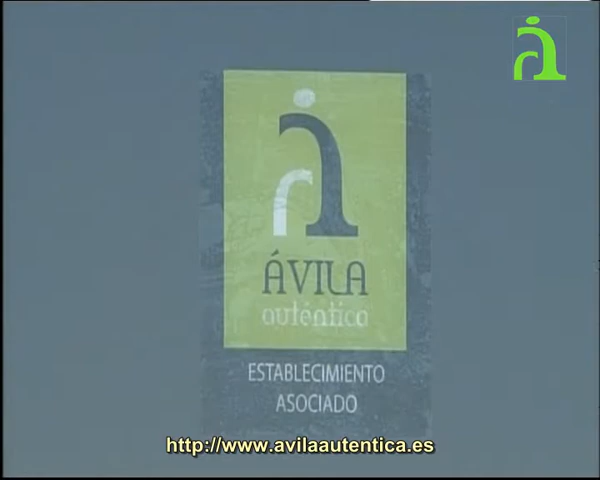 ÁVILA
auténtica
ESTABLECIMIENTO
ASOCIADO
http://www.avilaautentica.es